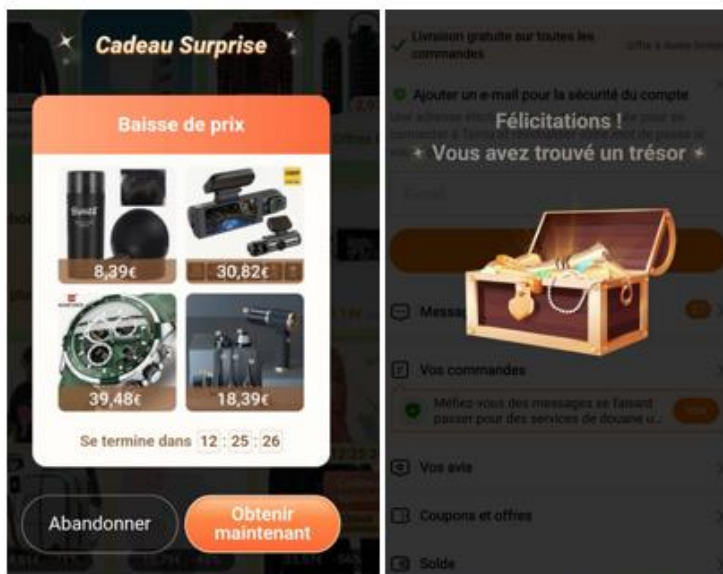 Cadeau Surprise
Baisse de prix
8,39€
30,82€
39,48€
18,39€
Se termine dans 12 : 25 : 26
Abandonner
Obtenir
maintenant
Livraison gratuite sur toutes les
commandes
Ajouter un e-mail pour la sécurité du compte
Félicitations !
Vous avez trouvé un trésor
Vos commandes
Méfiez-vous des messages se faisant
passer pour des services de douane u...
Vos avis
Coupons et offres
Solde